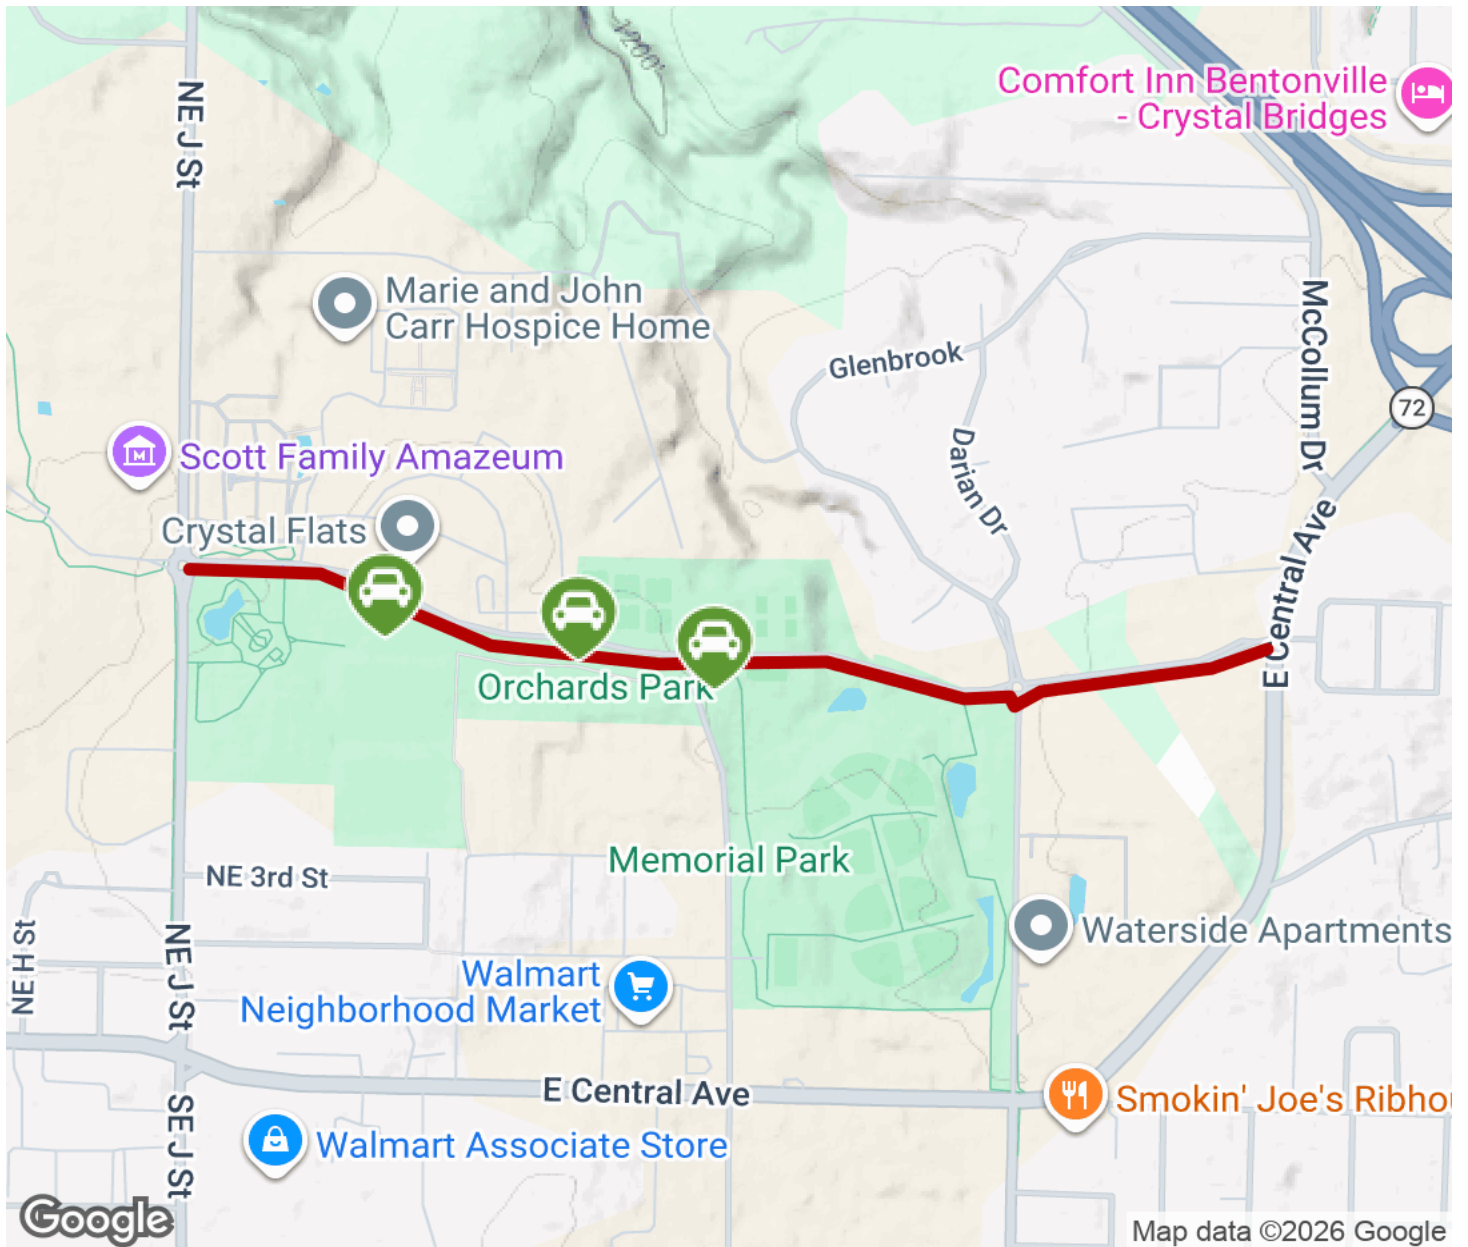 1200'
Comfort Inn Bentonville
- Crystal Bridges
NE J St
Marie and John
Carr Hospice Home
Glenbrook
McCollum Dr
72
Scott Family Amazeum
Darian Dr
Crystal Flats
E Central Ave
Orchards Park
Memorial Park
NE 3rd St
NE H St
NE J St
Waterside Apartments
Walmart
Neighborhood Market
E Central Ave
Smokin' Joe's Ribhou
SE J St
Walmart Associate Store
Google
Map data ©2026 Google